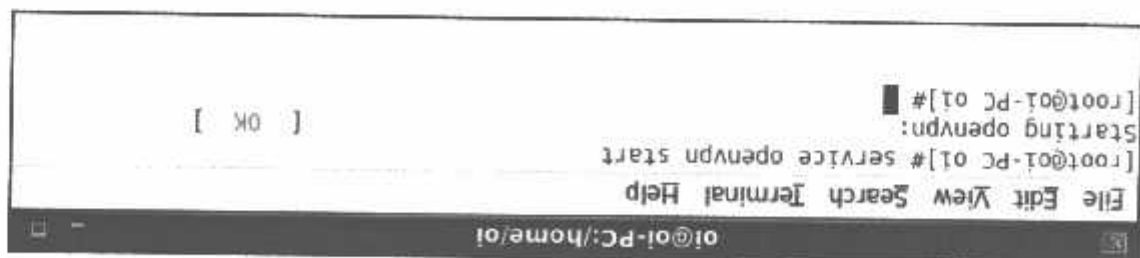 oi@oi-PC:/home/oi
File Edit View Search Terminal Help
[root@oi-PC oi]# service openvpn start
Starting openvpn: [ OK ]
[root@oi-PC oi]#